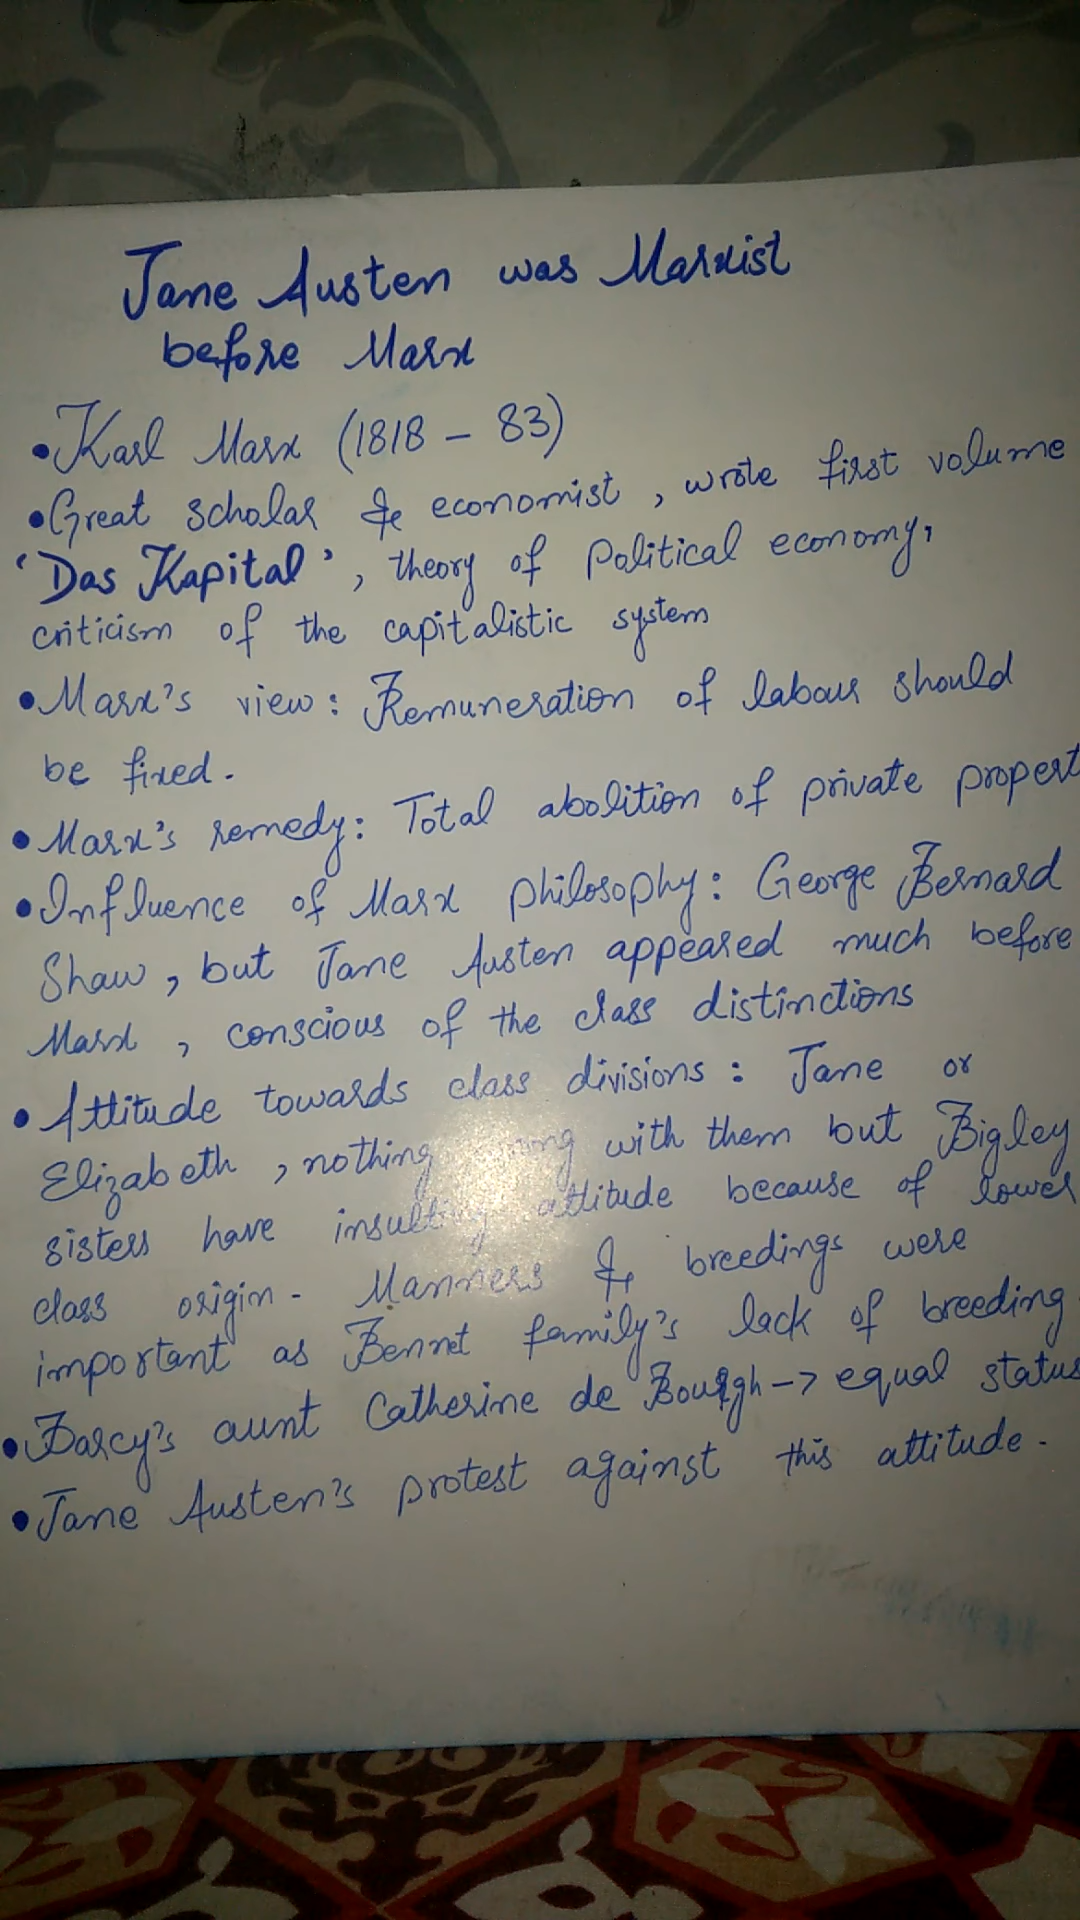 Jane Austen was Marxist
before Marx
• Karl Marx (1818 - 83)
• Great scholar & economist, wrote first volume
'Das Kapital', theory of Political economy,
criticism of the capitalistic system
• Marx's view: Remuneration of labour should
be fixed.
• Marx's remedy: Total abolition of private propert
• Influence of Marx philosophy: George Bernard
Shaw, but Jane Austen appeared much before
Marx, conscious of the class distinctions
• Attitude towards class divisions: Jane or
Elizabeth, nothing with them but Bigley
sisters have insulting attitude because of lower
class origin. Manners & breedings were
important as Bennet family's lack of breeding.
• Darcy's aunt Catherine de Bourgh -> equal status
• Jane Austen's protest against this attitude.